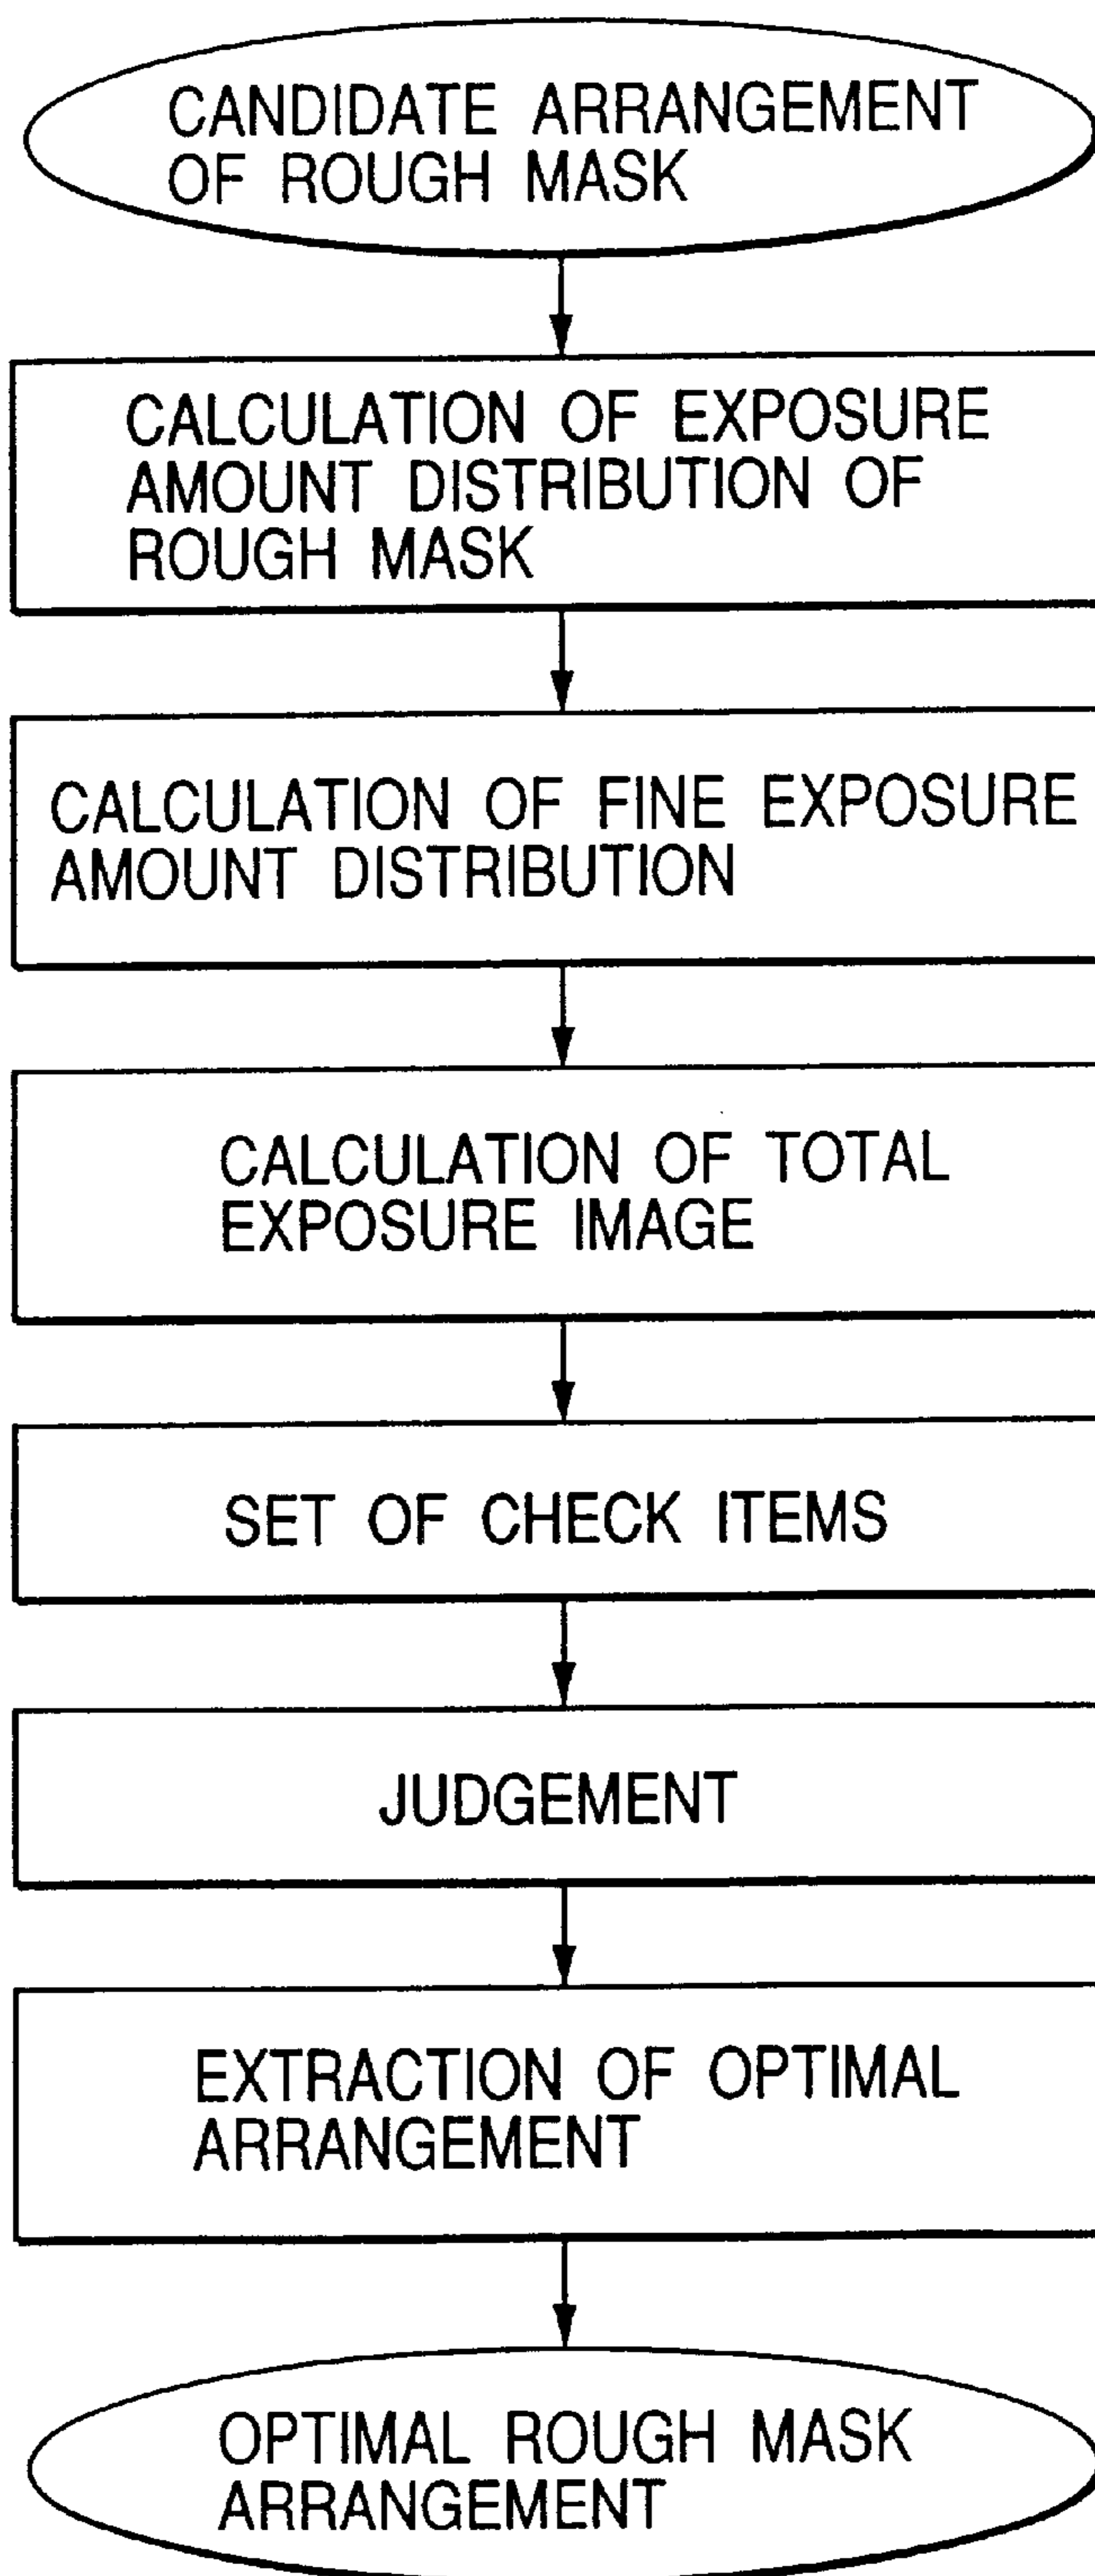 CANDIDATE ARRANGEMENT
OF ROUGH MASK
CALCULATION OF EXPOSURE
AMOUNT DISTRIBUTION OF
ROUGH MASK
CALCULATION OF FINE EXPOSURE
AMOUNT DISTRIBUTION
CALCULATION OF TOTAL
EXPOSURE IMAGE
SET OF CHECK ITEMS
JUDGEMENT
EXTRACTION OF OPTIMAL
ARRANGEMENT
OPTIMAL ROUGH MASK
ARRANGEMENT